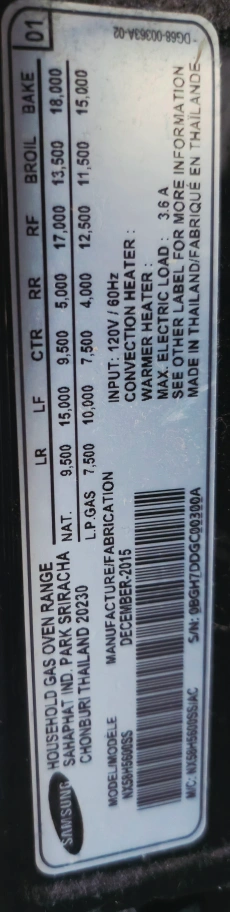 SAMSUNG
HOUSEHOLD GAS OVEN RANGE
SAHAPHAT IND. PARK SRIRACHA
CHONBURI THAILAND 20230
LR LF CTR RR RF BROIL BAKE
NAT. 9,500 15,000 9,500 5,000 17,000 13,500 18,000
L.P.GAS 7,500 10,000 7,500 4,000 12,500 11,500 15,000
01
MODEL/MODÈLE
NX58H5600SS
MANUFACTURE/FABRICATION
DECEMBER-2015
INPUT: 120V / 60Hz
CONVECTION HEATER :
WARMER HEATER :
MAX. ELECTRIC LOAD : 3.6 A
SEE OTHER LABEL FOR MORE INFORMATION
MADE IN THAILAND/FABRIQUÉ EN THAÏLANDE
M/C: NX58H5600SS/AC
S/N: 0BGH7DDGC00300A
DG68-00363A-02